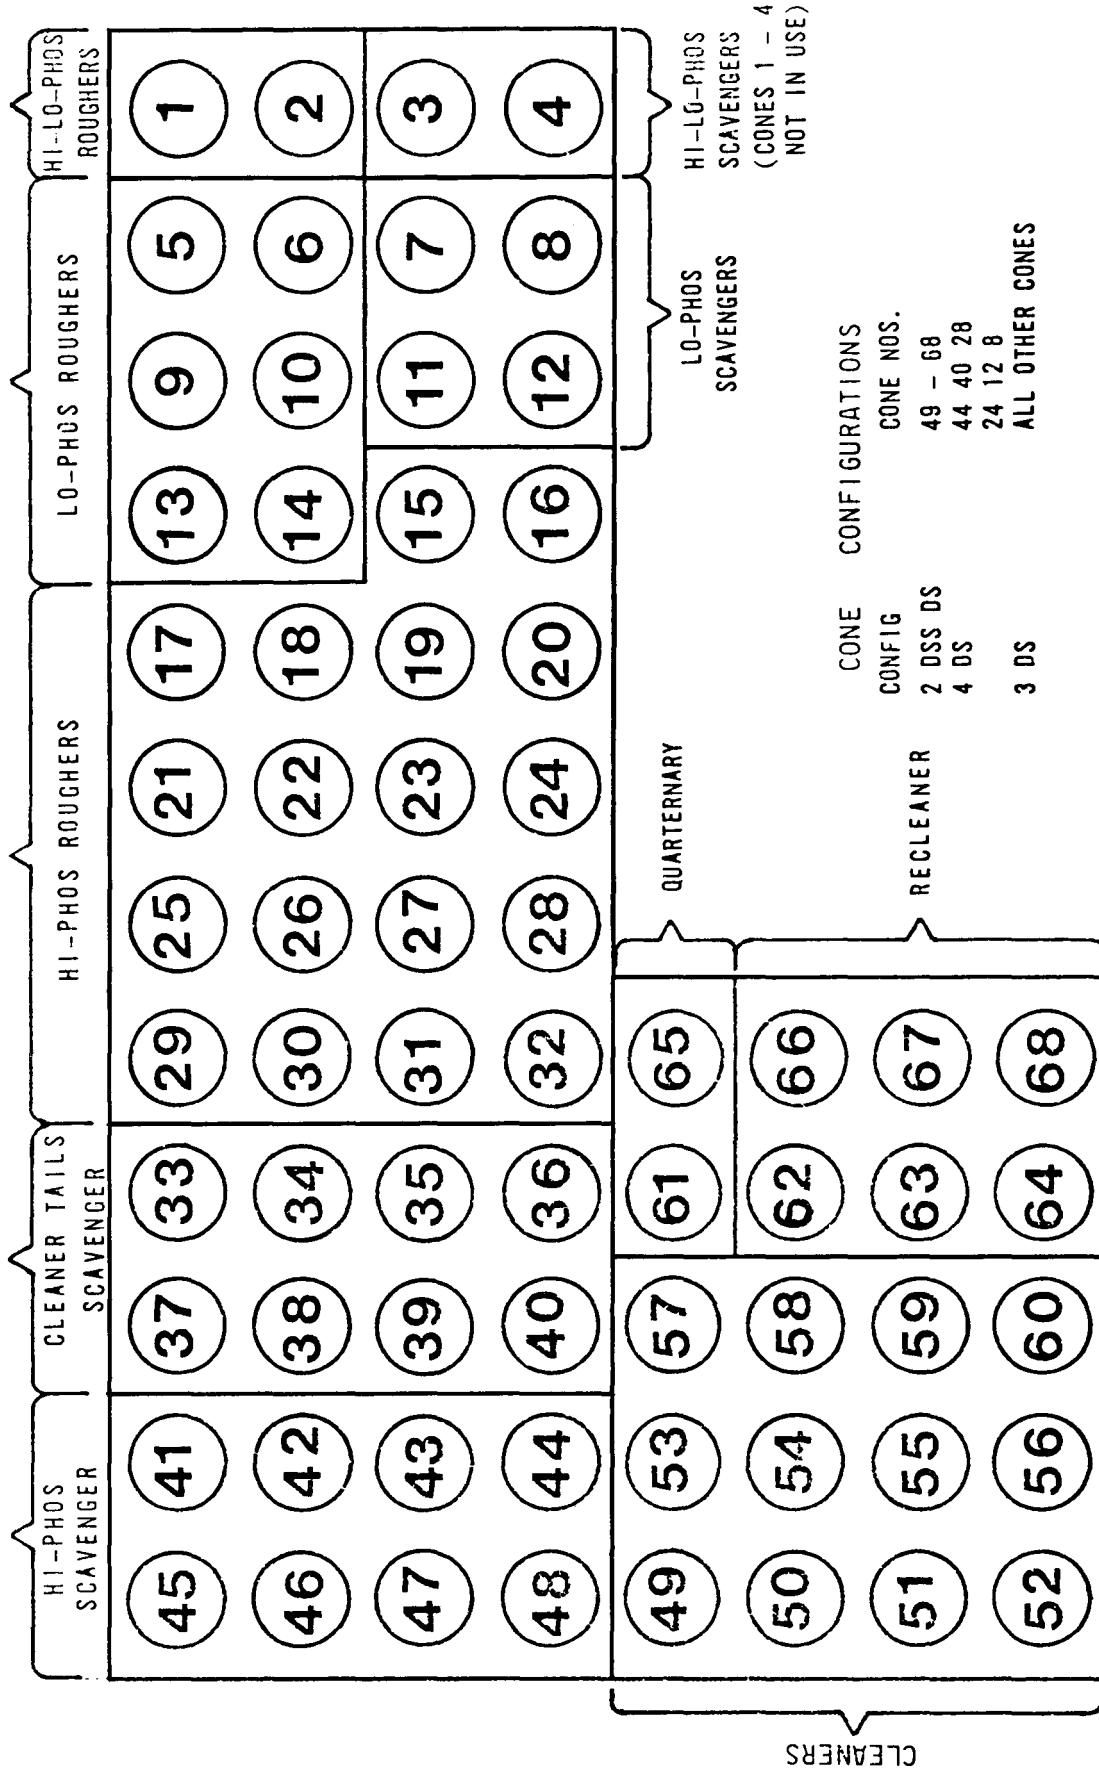 HI-PHOS
SCAVENGER
CLEANER TAILS
SCAVENGER
HI-PHOS ROUGHERS
LO-PHOS ROUGHERS
HI-LO-PHOS
ROUGHERS
45 41 37 33 29 25 21 17 13 9 5 1
46 42 38 34 30 26 22 18 14 10 6 2
47 43 39 35 31 27 23 19 15 11 7 3
48 44 40 36 32 28 24 20 16 12 8 4
49 53 57 61 65
50 54 58 62 66
51 55 59 63 67
52 56 60 64 68
CLEANERS
QUARTERNARY
RECLEANER
LO-PHOS
SCAVENGERS
HI-LO-PHOS
SCAVENGERS
(CONES 1 - 4
NOT IN USE)
CONE CONFIGURATIONS
CONFIG CONE NOS.
2 DSS DS 49 - 68
4 DS 44 40 28
24 12 8
3 DS ALL OTHER CONES